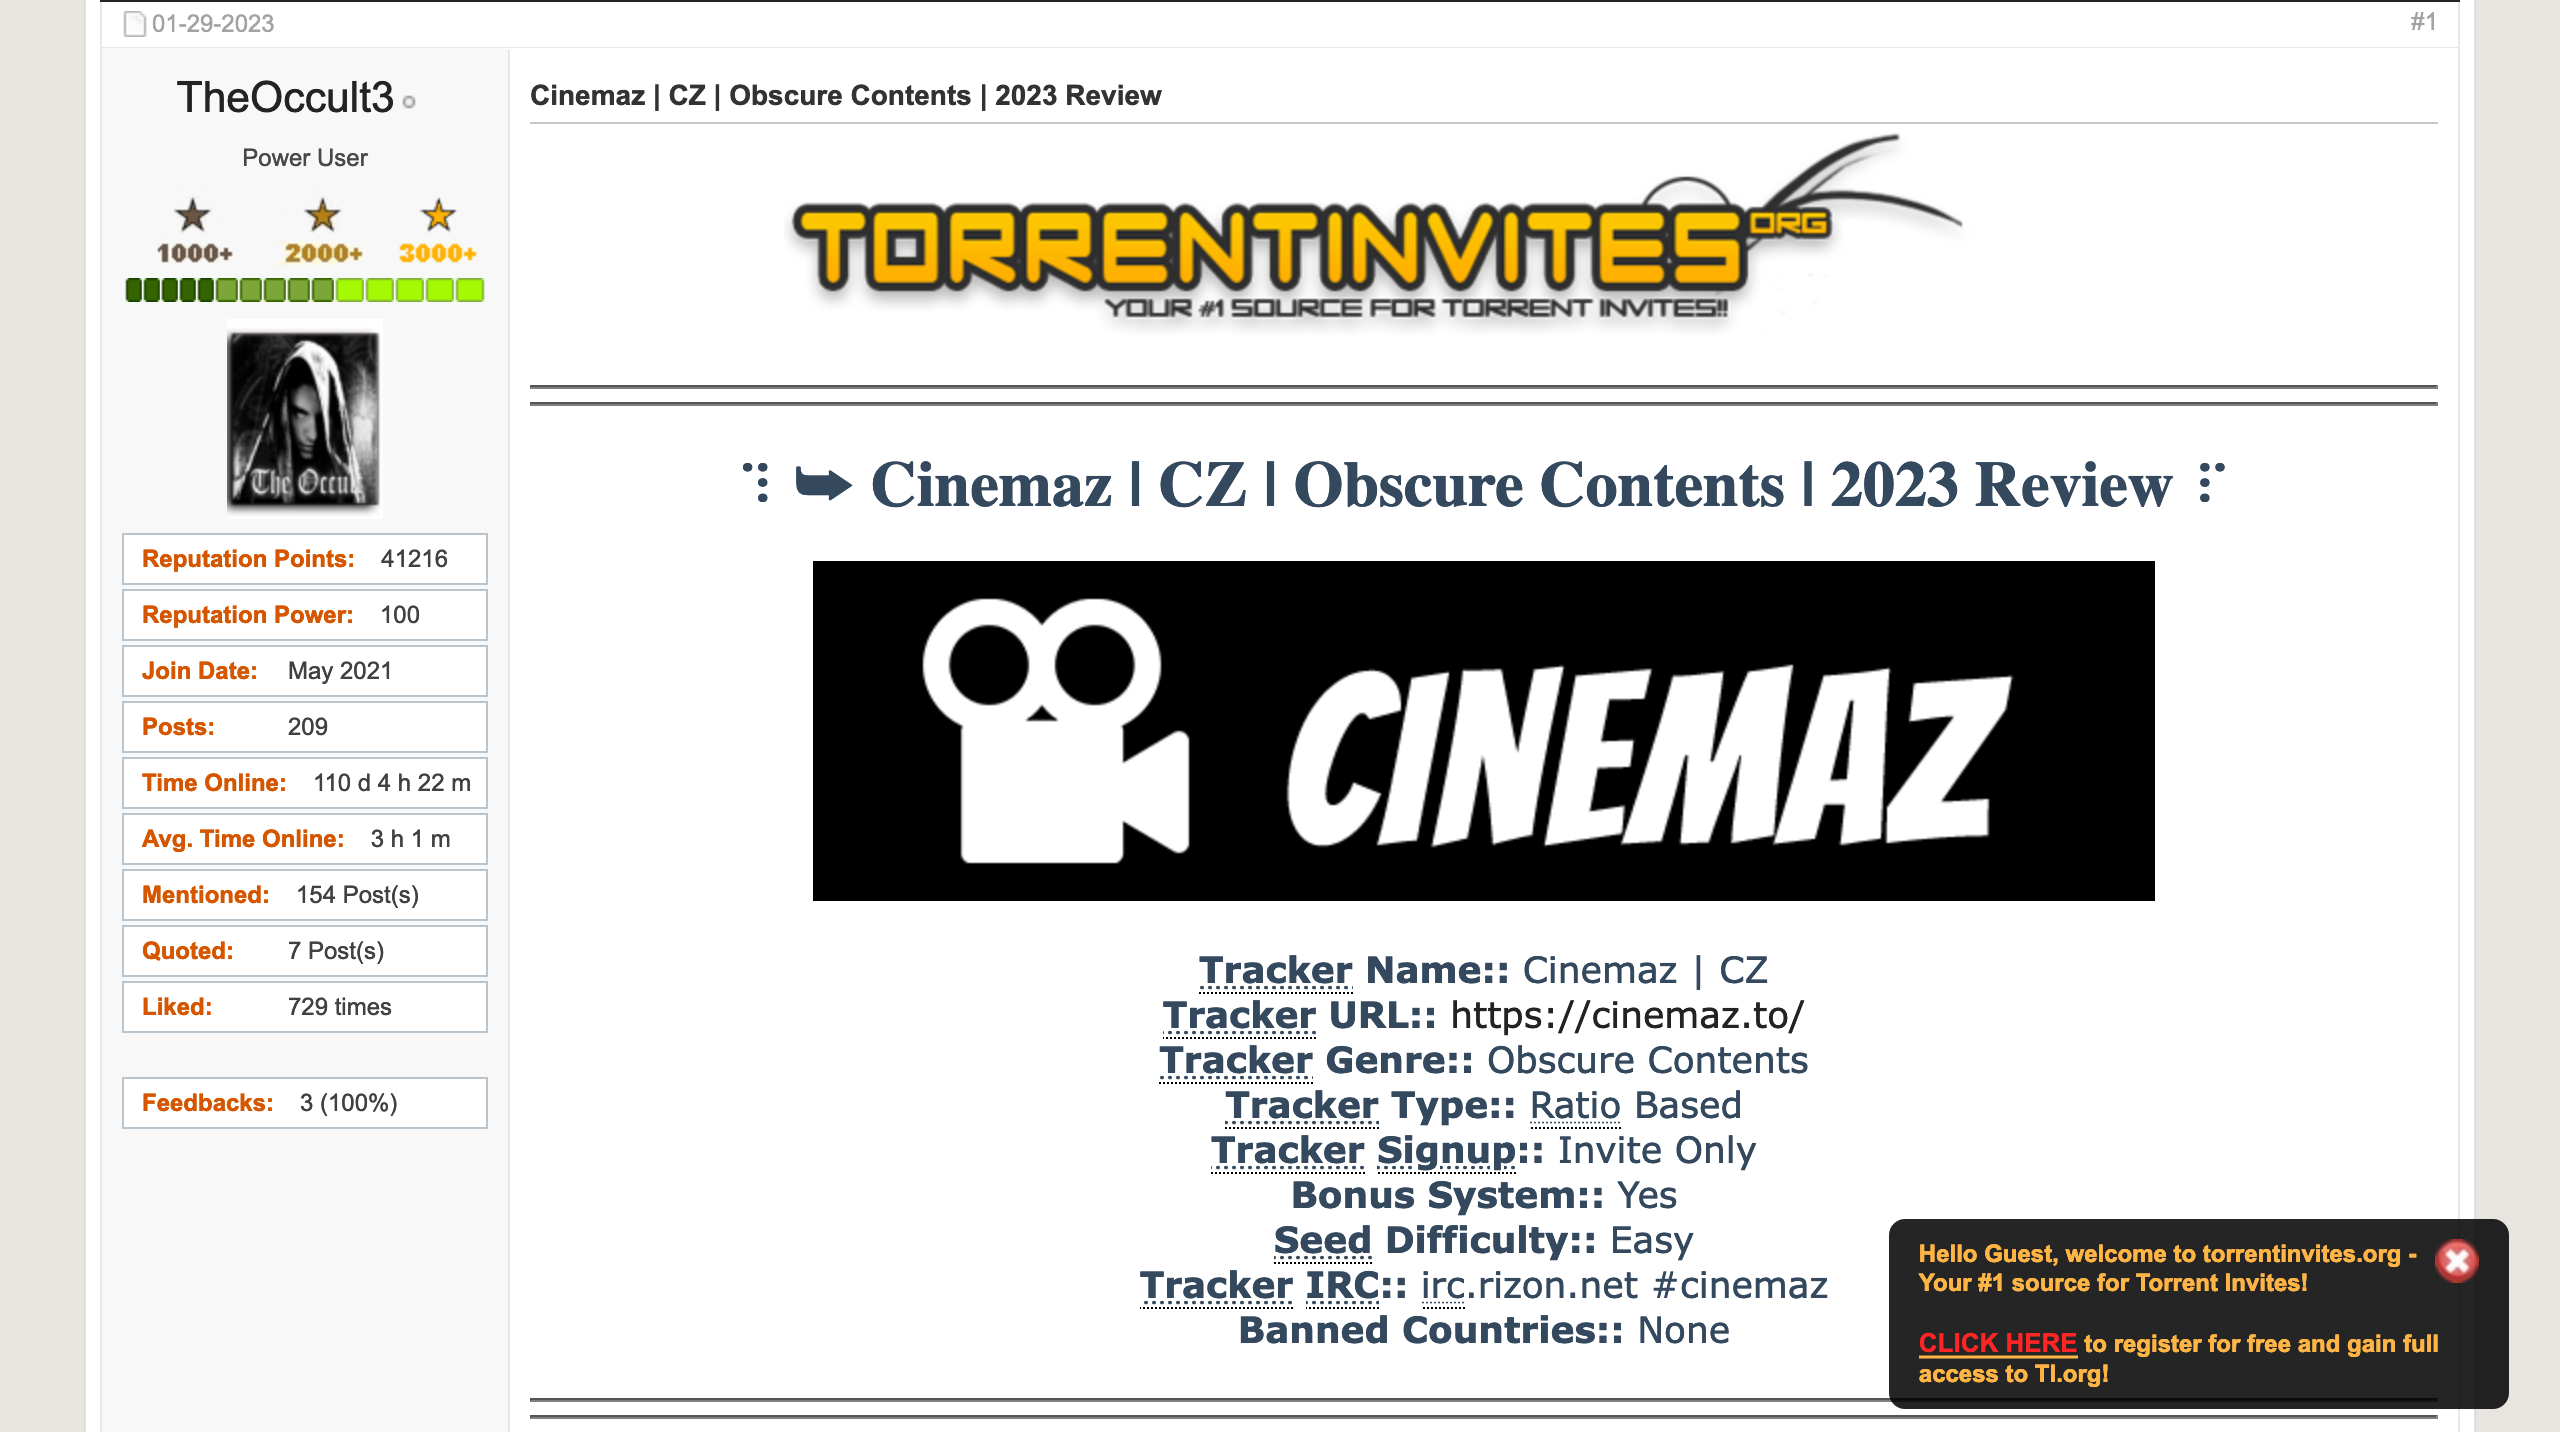 01-29-2023
#1
TheOccult3
Power User
1000+ 2000+ 3000+
The Occult
Reputation Points: 41216
Reputation Power: 100
Join Date: May 2021
Posts: 209
Time Online: 110 d 4 h 22 m
Avg. Time Online: 3 h 1 m
Mentioned: 154 Post(s)
Quoted: 7 Post(s)
Liked: 729 times
Feedbacks: 3 (100%)
Cinemaz | CZ | Obscure Contents | 2023 Review
TORRENTINVITES ORG
YOUR #1 SOURCE FOR TORRENT INVITES!!
⠙⡇ ➥ Cinemaz | CZ | Obscure Contents | 2023 Review ⡏⠋
CINEMAZ
Tracker Name:: Cinemaz | CZ
Tracker URL:: https://cinemaz.to/
Tracker Genre:: Obscure Contents
Tracker Type:: Ratio Based
Tracker Signup:: Invite Only
Bonus System:: Yes
Seed Difficulty:: Easy
Tracker IRC:: irc.rizon.net #cinemaz
Banned Countries:: None
Hello Guest, welcome to torrentinvites.org -
Your #1 source for Torrent Invites!
CLICK HERE to register for free and gain full
access to TI.org!